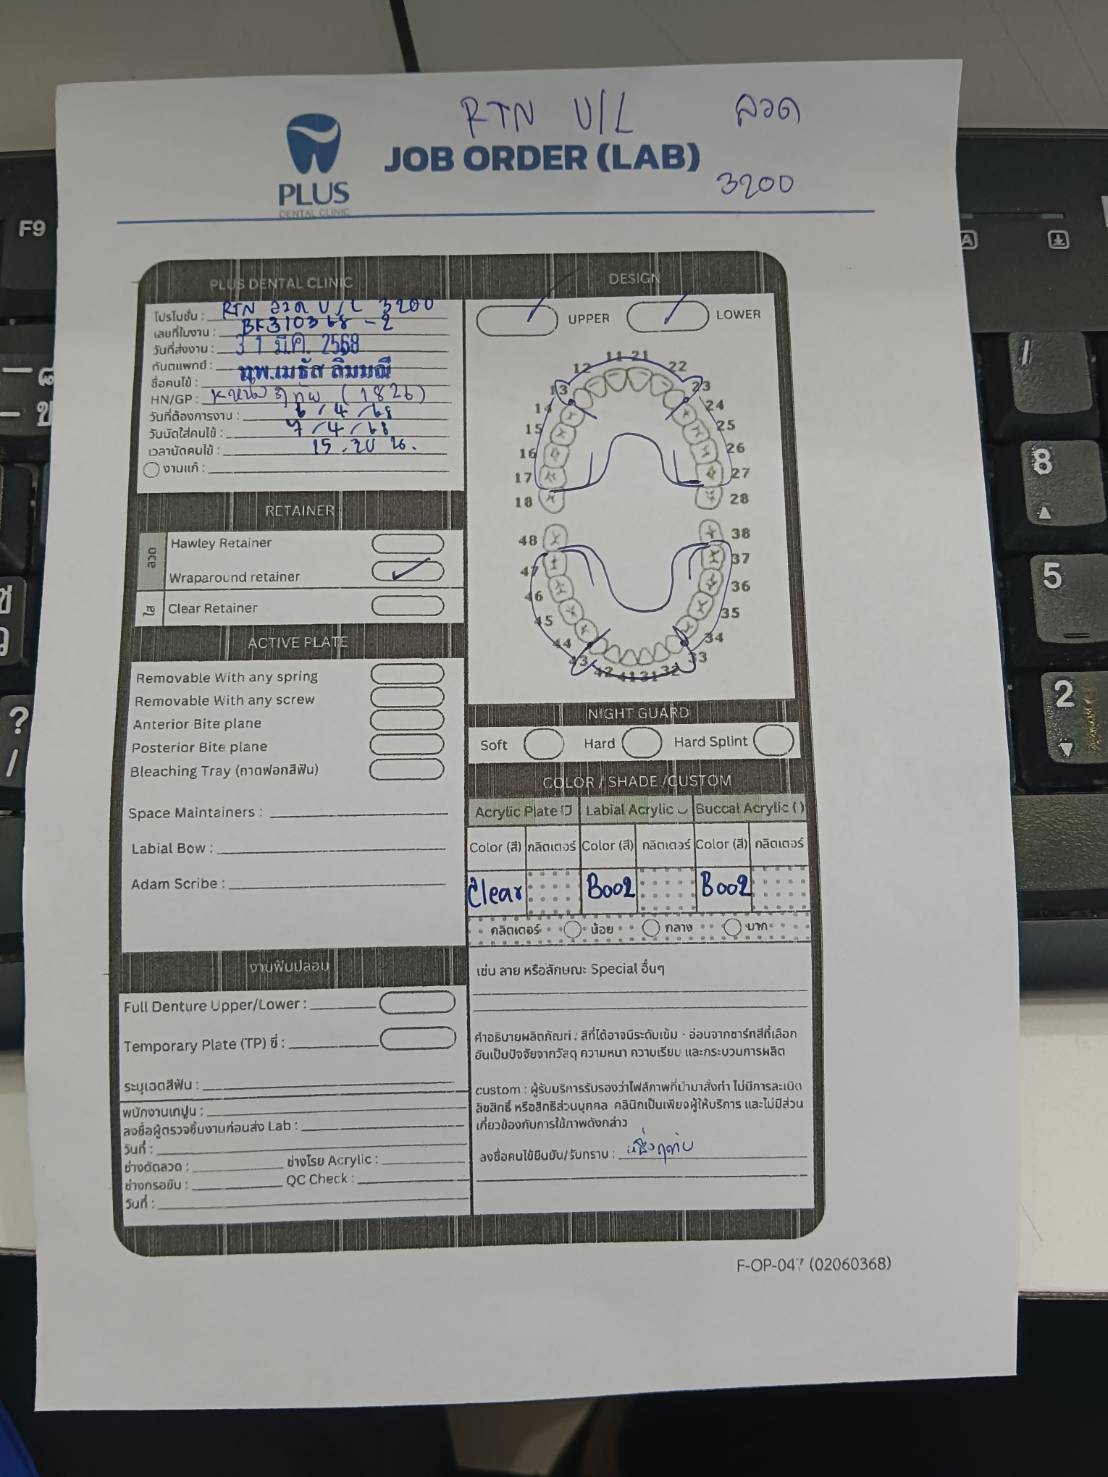 RTN U/L ลวด
3200
PLUS
DENTAL CLINIC
JOB ORDER (LAB)
PLUS DENTAL CLINIC
โปรโมชั่น : RTN ลวด U/L 3200
เลขที่ใบงาน : BF310368-2
วันที่ส่งงาน : 31 มี.ค. 2568
ทันตแพทย์ : ทพ.เมธัส ลิมมณี
ชื่อคนไข้ :
HN/GP : (1826)
วันที่ต้องการงาน : 6/4/68
วันนัดใส่คนไข้ : 7/4/68
เวลานัดคนไข้ : 15.20 น.
งานแก้ :
RETAINER
ลวด
Hawley Retainer
Wraparound retainer
ใส
Clear Retainer
ACTIVE PLATE
Removable With any spring
Removable With any screw
Anterior Bite plane
Posterior Bite plane
Bleaching Tray (ถาดฟอกสีฟัน)
Space Maintainers :
Labial Bow :
Adam Scribe :
งานฟันปลอม
Full Denture Upper/Lower :
Temporary Plate (TP) ซี่ :
ระบุเฉดสีฟัน :
พนักงานเทปูน :
ลงชื่อผู้ตรวจชิ้นงานก่อนส่ง Lab :
วันที่ :
ช่างดัดลวด : ช่างโรย Acrylic :
ช่างกรอขัด : QC Check :
วันที่ :
DESIGN
UPPER LOWER
11 21
12 22
13 23
14 24
15 25
16 26
17 27
18 28
48 38
47 37
46 36
45 35
44 34
43 42 41 31 32 33
NIGHT GUARD
Soft Hard Hard Splint
COLOR / SHADE /CUSTOM
Acrylic Plate Labial Acrylic Buccal Acrylic ( )
Color (สี) กลิตเตอร์ Color (สี) กลิตเตอร์ Color (สี) กลิตเตอร์
Clear B002 B002
กลิตเตอร์ น้อย กลาง มาก
เช่น ลาย หรือลักษณะ Special อื่นๆ
คำอธิบายผลิตภัณฑ์ : สีที่ได้อาจมีระดับเข้ม - อ่อนจากชาร์ทสีที่เลือก
อันเป็นปัจจัยจากวัสดุ ความหนา ความเรียบ และกระบวนการผลิต
custom : ผู้รับบริการรับรองว่าไฟล์ภาพที่นำมาสั่งทำ ไม่มีการละเมิด
ลิขสิทธิ์ หรือสิทธิส่วนบุคคล คลินิกเป็นเพียงผู้ให้บริการ และไม่มีส่วน
เกี่ยวข้องกับการใช้ภาพดังกล่าว
ลงชื่อคนไข้ยืนยัน/รับทราบ :
F-OP-047 (02060368)
F9
8
5
2
?
/